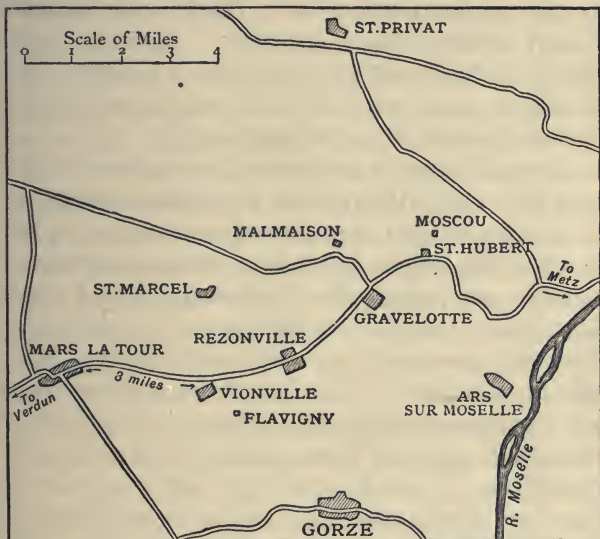 ST.PRIVAT
Scale of Miles
0 1 2 3 4
MALMAISON
MOSCOU
ST.HUBERT
To
Metz
ST.MARCEL
GRAVELOTTE
REZONVILLE
MARS LA TOUR
3 miles
To
Verdun
VIONVILLE
FLAVIGNY
ARS
SUR MOSELLE
R. Moselle
GORZE